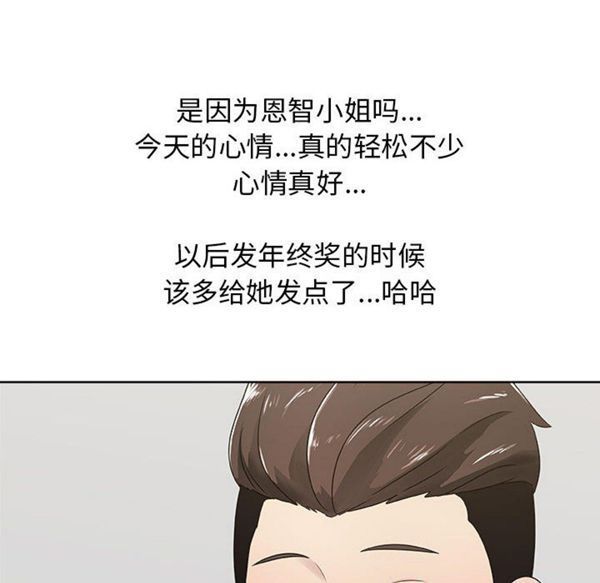 是因为恩智小姐吗...
今天的心情...真的轻松不少
心情真好...
以后发年终奖的时候
该多给她发点了...哈哈